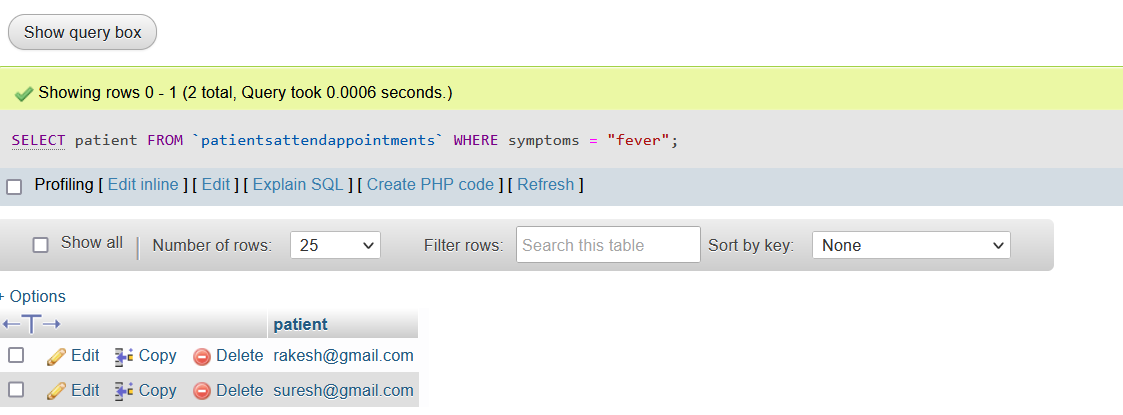 Show query box
Showing rows 0 - 1 (2 total, Query took 0.0006 seconds.)
SELECT patient FROM `patientsattendappointments` WHERE symptoms = "fever";
Profiling [ Edit inline ] [ Edit ] [ Explain SQL ] [ Create PHP code ] [ Refresh ]
Show all | Number of rows: 25 Filter rows: Search this table Sort by key: None
+ Options
←T→ patient
Edit Copy Delete rakesh@gmail.com
Edit Copy Delete suresh@gmail.com